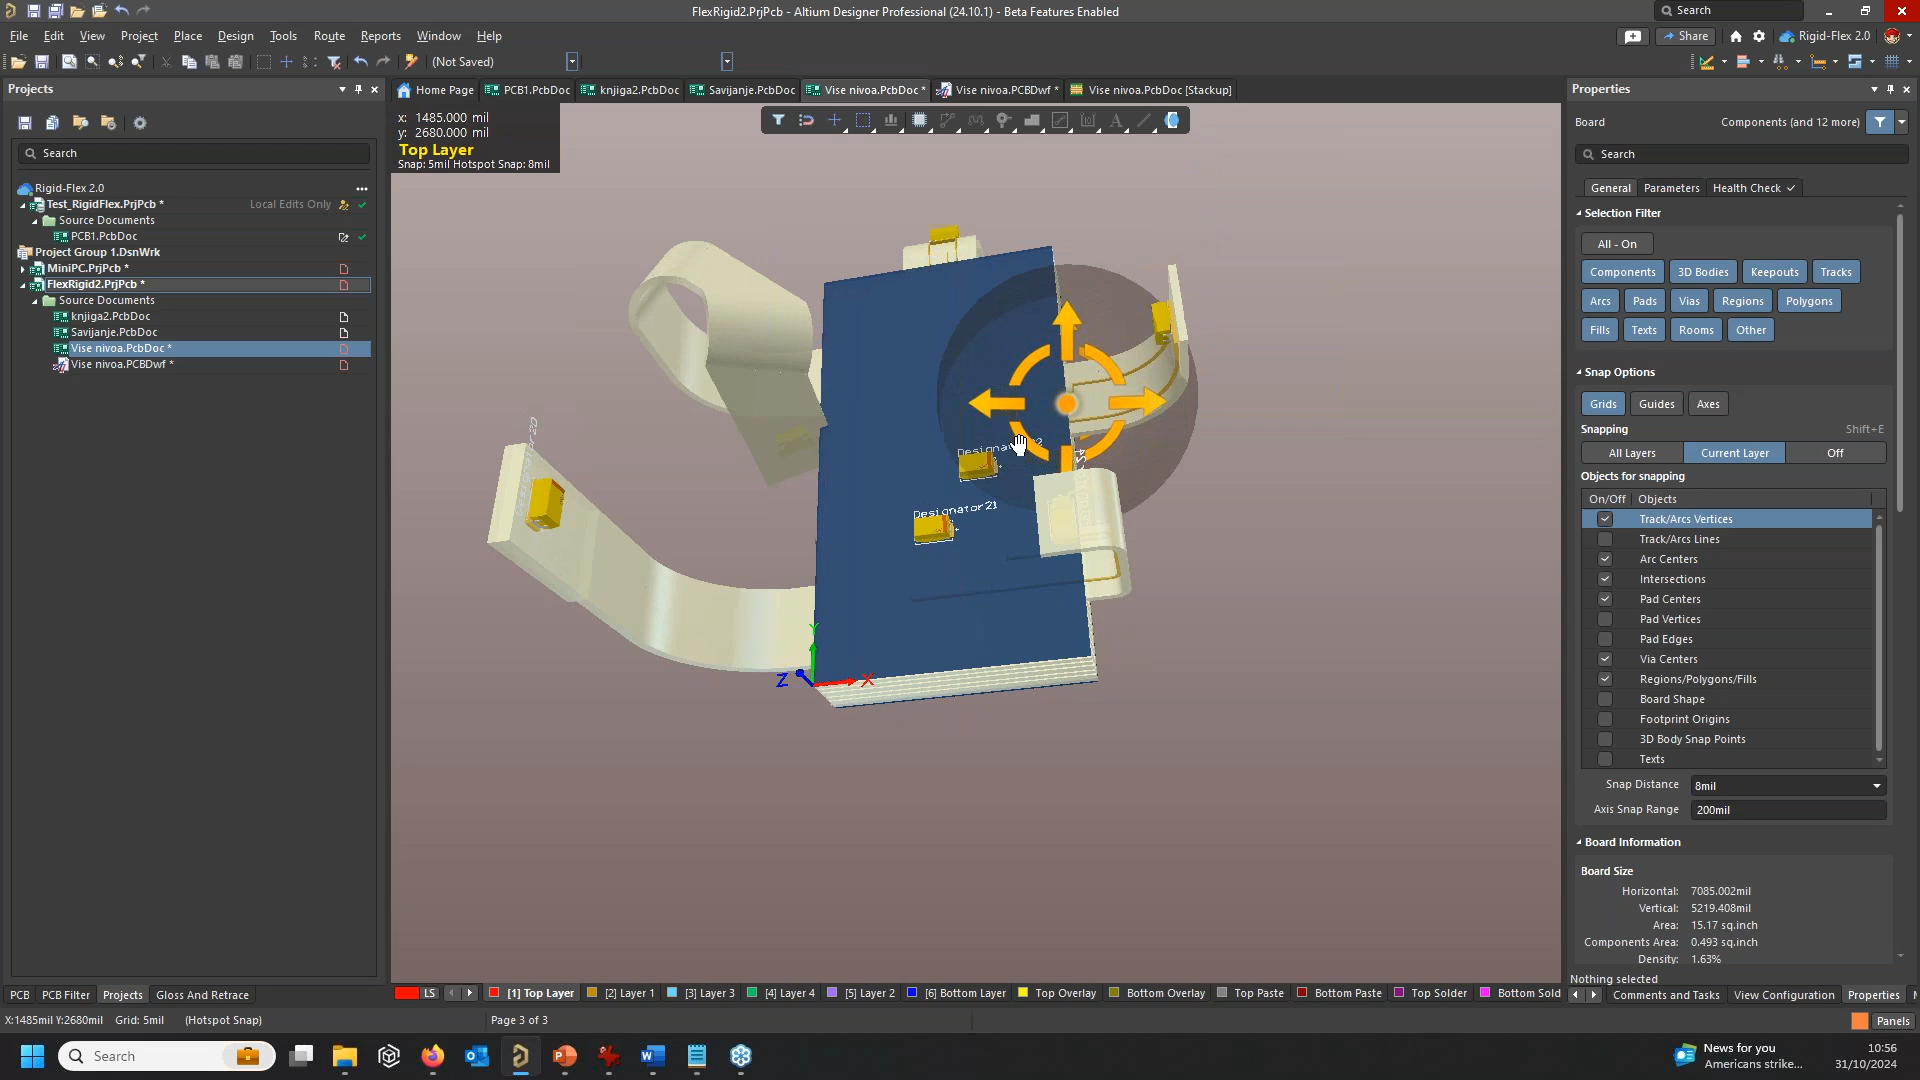 FlexRigid2.PrjPcb - Altium Designer Professional (24.10.1) - Beta Features Enabled
Search
File Edit View Project Place Design Tools Route Reports Window Help
Share
Rigid-Flex 2.0
(Not Saved)
Projects
Home Page PCB1.PcbDoc knjiga2.PcbDoc Savijanje.PcbDoc Vise nivoa.PcbDoc * Vise nivoa.PCBDwf * Vise nivoa.PcbDoc [Stackup]
Properties
x: 1485.000 mil
y: 2680.000 mil
Top Layer
Snap: 5mil Hotspot Snap: 8mil
Search
Rigid-Flex 2.0
Test_RigidFlex.PrjPcb * Local Edits Only
Source Documents
PCB1.PcbDoc
Project Group 1.DsnWrk
MiniPC.PrjPcb *
FlexRigid2.PrjPcb *
Source Documents
knjiga2.PcbDoc
Savijanje.PcbDoc
Vise nivoa.PcbDoc *
Vise nivoa.PCBDwf *
Designator21
Z
Y
X
Board Components (and 12 more)
Search
General Parameters Health Check
Selection Filter
All - On
Components 3D Bodies Keepouts Tracks
Arcs Pads Vias Regions Polygons
Fills Texts Rooms Other
Snap Options
Grids Guides Axes
Snapping Shift+E
All Layers Current Layer Off
Objects for snapping
On/Off Objects
Track/Arcs Vertices
Track/Arcs Lines
Arc Centers
Intersections
Pad Centers
Pad Vertices
Pad Edges
Via Centers
Regions/Polygons/Fills
Board Shape
Footprint Origins
3D Body Snap Points
Texts
Snap Distance 8mil
Axis Snap Range 200mil
Board Information
Board Size
Horizontal: 7085.002mil
Vertical: 5219.408mil
Area: 15.17 sq.inch
Components Area: 0.493 sq.inch
Density: 1.63%
Nothing selected
PCB PCB Filter Projects Gloss And Retrace
LS [1] Top Layer [2] Layer 1 [3] Layer 3 [4] Layer 4 [5] Layer 2 [6] Bottom Layer Top Overlay Bottom Overlay Top Paste Bottom Paste Top Solder Bottom Sold
Comments and Tasks View Configuration Properties
X:1485mil Y:2680mil Grid: 5mil (Hotspot Snap) Page 3 of 3
Panels
Search
News for you
Americans strike...
10:56
31/10/2024